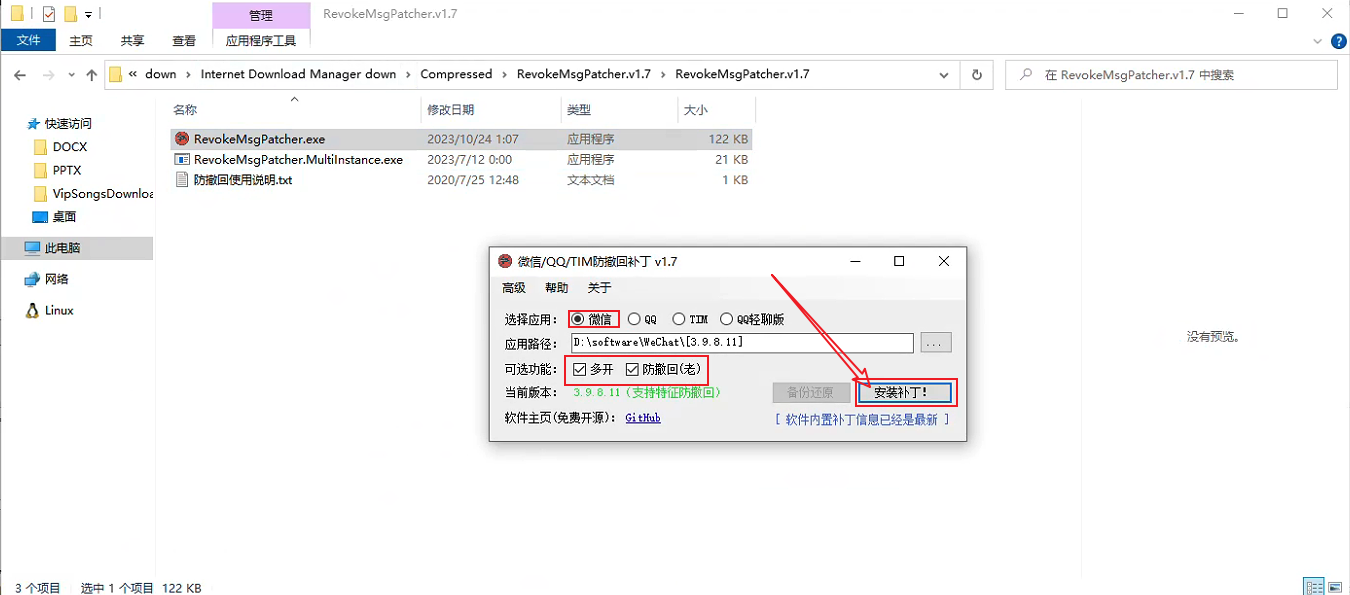 管理
RevokeMsgPatcher.v1.7
文件
主页
共享
查看
应用程序工具
« down › Internet Download Manager down › Compressed › RevokeMsgPatcher.v1.7 › RevokeMsgPatcher.v1.7
在 RevokeMsgPatcher.v1.7 中搜索
快速访问
DOCX
PPTX
VipSongsDownloa
桌面
此电脑
网络
Linux
名称 修改日期 类型 大小
RevokeMsgPatcher.exe 2023/10/24 1:07 应用程序 122 KB
RevokeMsgPatcher.MultiInstance.exe 2023/7/12 0:00 应用程序 21 KB
防撤回使用说明.txt 2020/7/25 12:48 文本文档 1 KB
微信/QQ/TIM防撤回补丁 v1.7
高级 帮助 关于
选择应用: 微信 QQ TIM QQ轻聊版
应用路径: D:\software\WeChat\[3.9.8.11] ...
可选功能: 多开 防撤回(老)
当前版本: 3.9.8.11（支持特征防撤回）
备份还原 安装补丁!
软件主页(免费开源): GitHub
[ 软件内置补丁信息已经是最新 ]
没有预览。
3 个项目 选中 1 个项目 122 KB